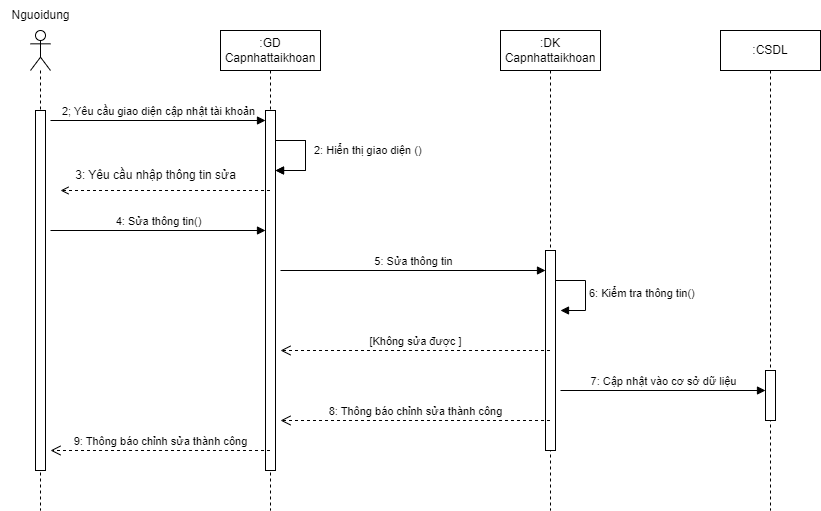 Nguoidung
:GD
Capnhattaikhoan
:DK
Capnhattaikhoan
:CSDL
2; Yêu cầu giao diện cập nhật tài khoản
2: Hiển thị giao diện ()
3: Yêu cầu nhập thông tin sửa
4: Sửa thông tin()
5: Sửa thông tin
6: Kiểm tra thông tin()
[Không sửa được ]
7: Cập nhật vào cơ sở dữ liệu
8: Thông báo chỉnh sửa thành công
9: Thông báo chỉnh sửa thành công